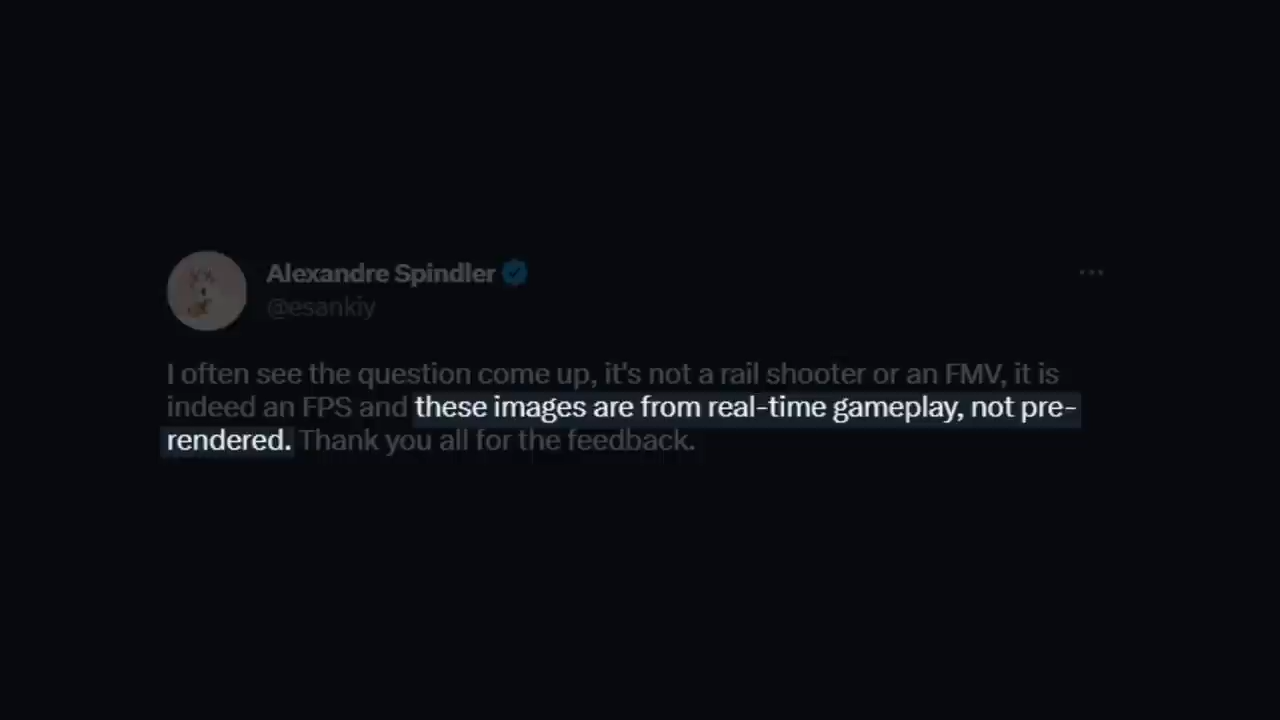 Alexandre Spindler
@esankiy
I often see the question come up, it's not a rail shooter or an FMV, it is
indeed an FPS and these images are from real-time gameplay, not pre-
rendered. Thank you all for the feedback.